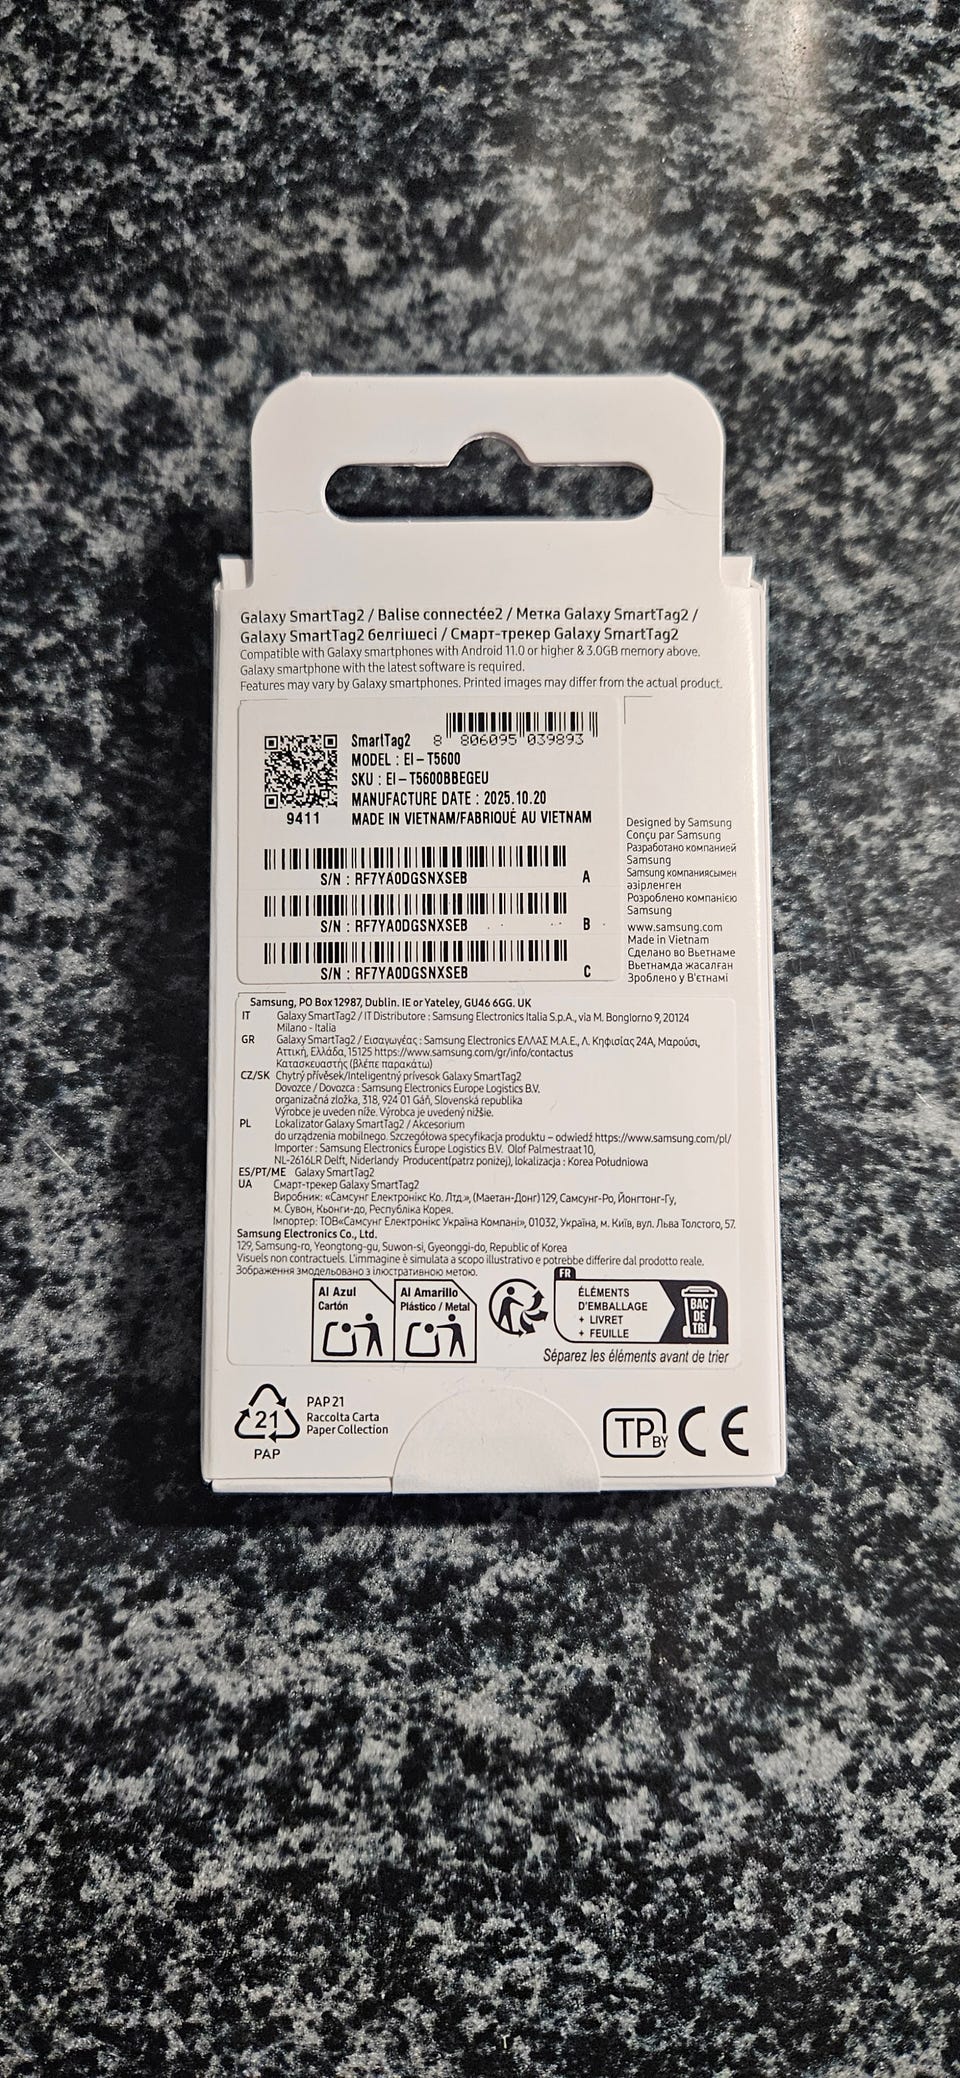 Galaxy SmartTag2 / Balise connectée2 / Метка Galaxy SmartTag2 /
Galaxy SmartTag2 белгішесі / Смарт-трекер Galaxy SmartTag2
Compatible with Galaxy smartphones with Android 11.0 or higher & 3.0GB memory above.
Galaxy smartphone with the latest software is required.
Features may vary by Galaxy smartphones. Printed images may differ from the actual product.
SmartTag2
8 806095 039893
MODEL : EI-T5600
SKU : EI-T5600BBEGEU
MANUFACTURE DATE : 2025.10.20
9411
MADE IN VIETNAM/FABRIQUÉ AU VIETNAM
S/N : RF7YA0DGSNXSEB A
S/N : RF7YA0DGSNXSEB B
S/N : RF7YA0DGSNXSEB C
Designed by Samsung
Conçu par Samsung
Разработано компанией
Samsung
Samsung компаниясымен
әзірленген
Розроблено компанією
Samsung
www.samsung.com
Made in Vietnam
Сделано во Вьетнаме
Вьетнамда жасалған
Зроблено у В'єтнамі
Samsung, PO Box 12987, Dublin. IE or Yateley, GU46 6GG. UK
IT Galaxy SmartTag2 / IT Distributore : Samsung Electronics Italia S.p.A., via M. Bongiorno 9, 20124
Milano - Italia
GR Galaxy SmartTag2 / Εισαγωγέας : Samsung Electronics ΕΛΛΑΣ Μ.Α.Ε., Λ. Κηφισίας 24Α, Μαρούσι,
Αττική, Ελλάδα, 15125 https://www.samsung.com/gr/info/contactus
Κατασκευαστής (βλέπε παρακάτω)
CZ/SK Chytrý přívěsek/Inteligentný prívesok Galaxy SmartTag2
Dovozce / Dovozca : Samsung Electronics Europe Logistics B.V.
organizačná zložka, 318, 924 01 Gáň, Slovenská republika
Výrobce je uveden níže. Výrobca je uvedený nižšie.
PL Lokalizator Galaxy SmartTag2 / Akcesorium
do urządzenia mobilnego. Szczegółowa specyfikacja produktu – odwiedź https://www.samsung.com/pl/
Importer : Samsung Electronics Europe Logistics B.V. Olof Palmestraat 10,
NL-2616LR Delft, Niderlandy Producent(patrz poniżej), lokalizacja : Korea Południowa
ES/PT/ME Galaxy SmartTag2
UA Смарт-трекер Galaxy SmartTag2
Виробник: «Самсунг Електронікс Ко. Лтд.», (Маетан-Донг) 129, Самсунг-Ро, Йонгтонг-Гу,
м. Сувон, Кьонги-до, Республіка Корея.
Імпортер: ТОВ«Самсунг Електронікс Україна Компані», 01032, Україна, м. Київ, вул. Льва Толстого, 57.
Samsung Electronics Co., Ltd.
129, Samsung-ro, Yeongtong-gu, Suwon-si, Gyeonggi-do, Republic of Korea
Visuels non contractuels. L'immagine è simulata a scopo illustrativo e potrebbe differire dal prodotto reale.
Зображення змодельовано з ілюстративною метою.
Al Azul
Cartón
Al Amarillo
Plástico / Metal
FR
ÉLÉMENTS
D'EMBALLAGE
+ LIVRET
+ FEUILLE
BAC
DE
TRI
Séparez les éléments avant de trier
21
PAP
PAP 21
Raccolta Carta
Paper Collection
TP BY CE